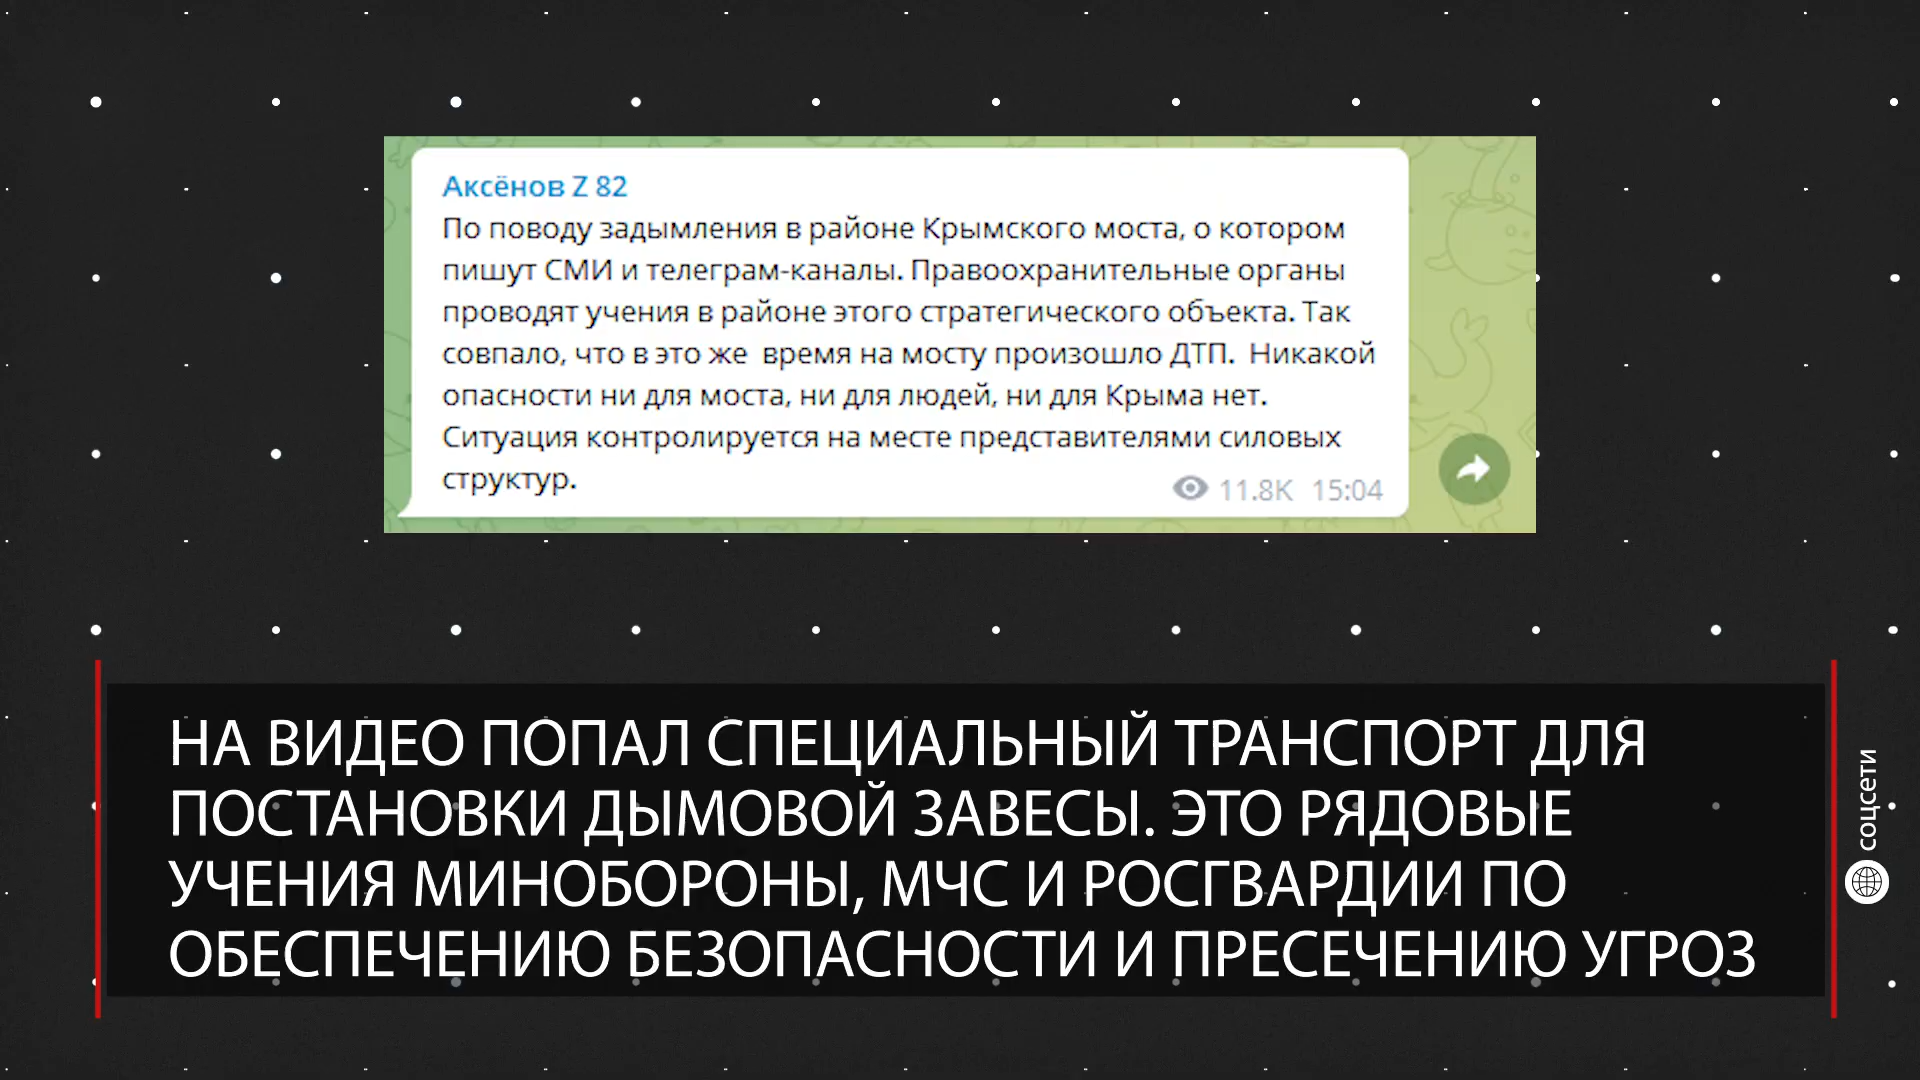 Аксёнов Z 82
По поводу задымления в районе Крымского моста, о котором
пишут СМИ и телеграм-каналы. Правоохранительные органы
проводят учения в районе этого стратегического объекта. Так
совпало, что в это же  время на мосту произошло ДТП.  Никакой
опасности ни для моста, ни для людей, ни для Крыма нет.
Ситуация контролируется на месте представителями силовых
структур.
11.8K 15:04
НА ВИДЕО ПОПАЛ СПЕЦИАЛЬНЫЙ ТРАНСПОРТ ДЛЯ
ПОСТАНОВКИ ДЫМОВОЙ ЗАВЕСЫ. ЭТО РЯДОВЫЕ
УЧЕНИЯ МИНОБОРОНЫ, МЧС И РОСГВАРДИИ ПО
ОБЕСПЕЧЕНИЮ БЕЗОПАСНОСТИ И ПРЕСЕЧЕНИЮ УГРОЗ
соцсети